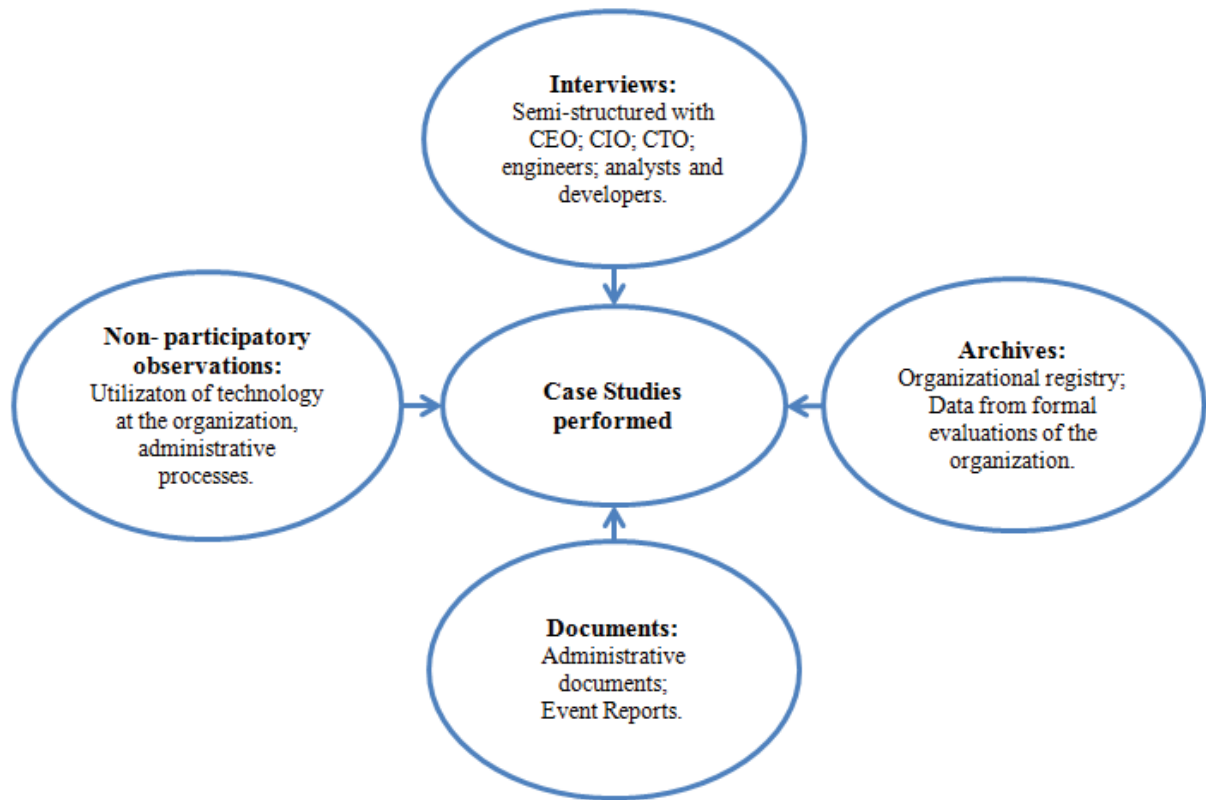 Interviews:
Semi-structured with
CEO; CIO; CTO;
engineers; analysts and
developers.
Non- participatory
observations:
Utilizaton of technology
at the organization,
administrative
processes.
Case Studies
performed
Archives:
Organizational registry;
Data from formal
evaluations of the
organization.
Documents:
Administrative
documents;
Event Reports.